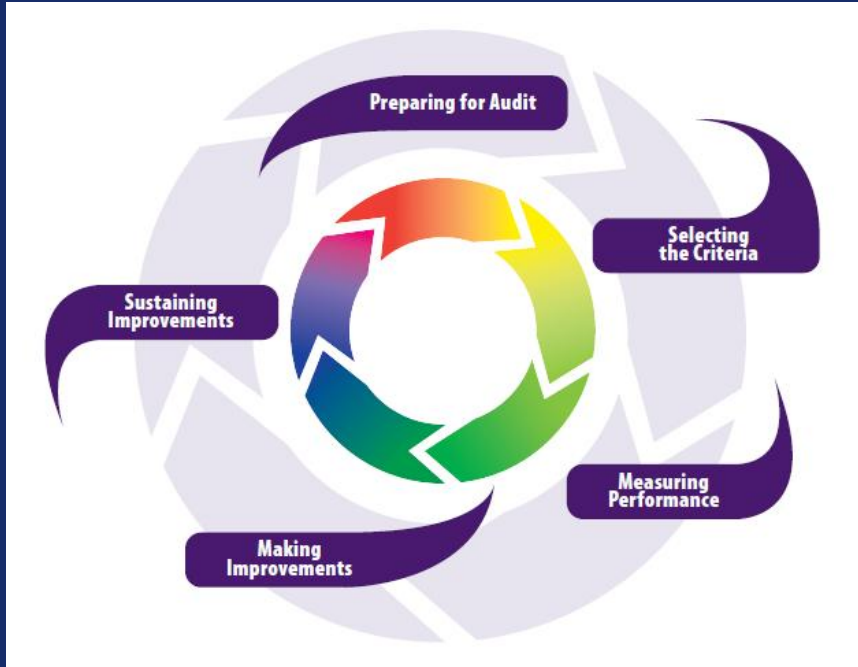 Preparing for Audit
Selecting
the Criteria
Measuring
Performance
Making
Improvements
Sustaining
Improvements